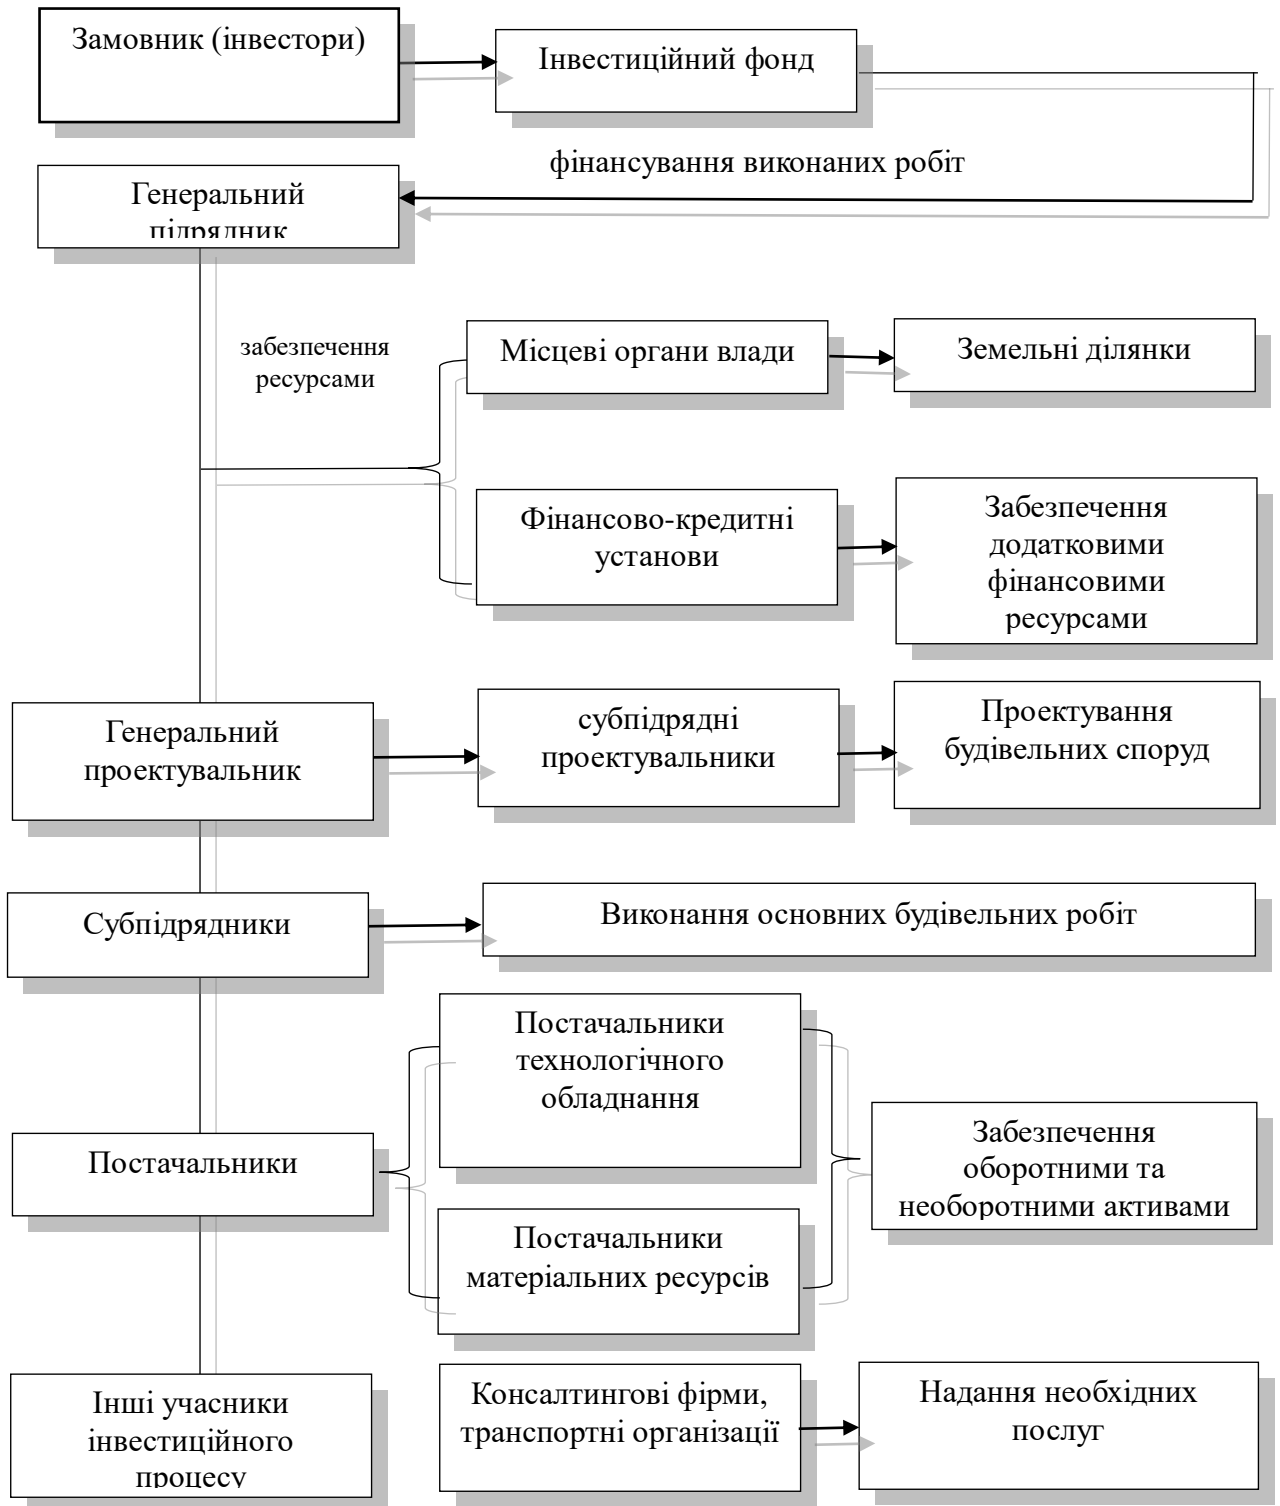 Замовник (інвестори)
Інвестиційний фонд
фінансування виконаних робіт
Генеральний
підрядник
забезпечення
ресурсами
Місцеві органи влади
Земельні ділянки
Фінансово-кредитні
установи
Забезпечення
додатковими
фінансовими
ресурсами
Генеральний
проектувальник
субпідрядні
проектувальники
Проектування
будівельних споруд
Субпідрядники
Виконання основних будівельних робіт
Постачальники
технологічного
обладнання
Постачальники
Забезпечення
оборотними та
необоротними активами
Постачальники
матеріальних ресурсів
Інші учасники
інвестиційного
процесу
Консалтингові фірми,
транспортні організації
Надання необхідних
послуг